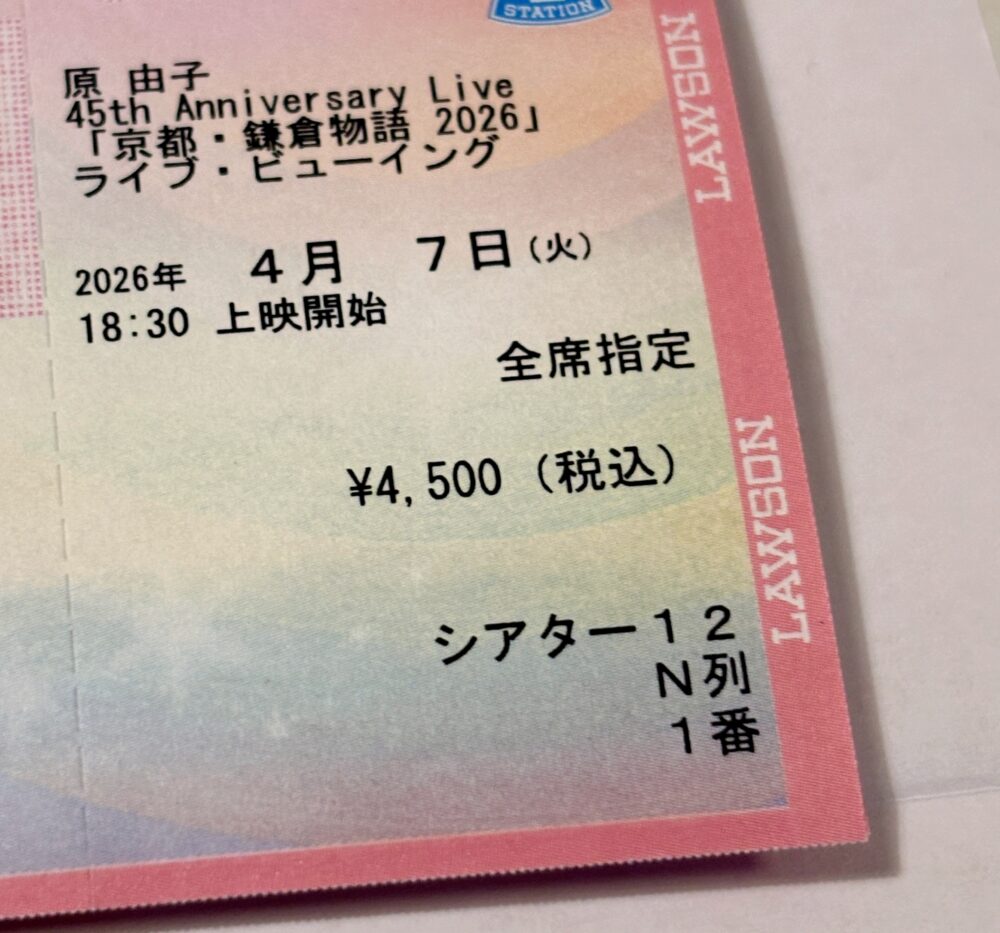 STATION
原 由子
45th Anniversary Live
「京都・鎌倉物語 2026」
ライブ・ビューイング
2026年 4月 7日(火)
18:30 上映開始
全席指定
¥4,500(税込)
シアター12
N列
1番
LAWSON
LAWSON